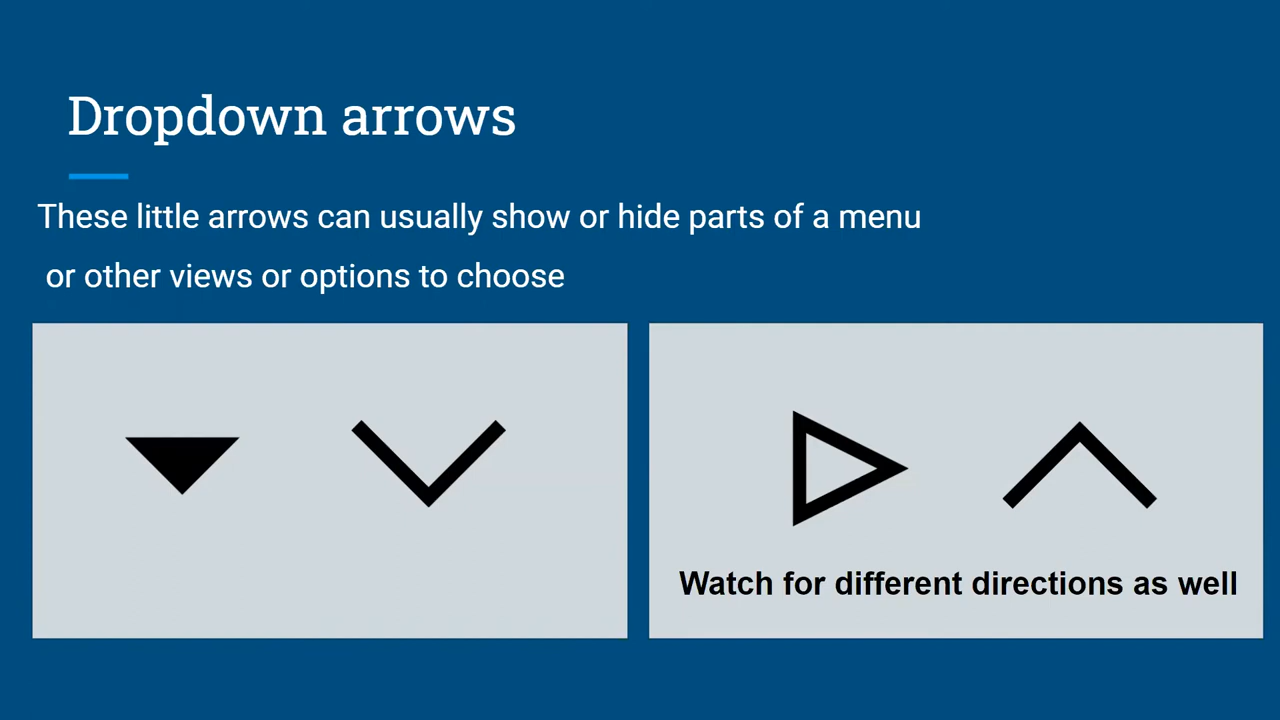 Dropdown arrows
These little arrows can usually show or hide parts of a menu
or other views or options to choose
Watch for different directions as well